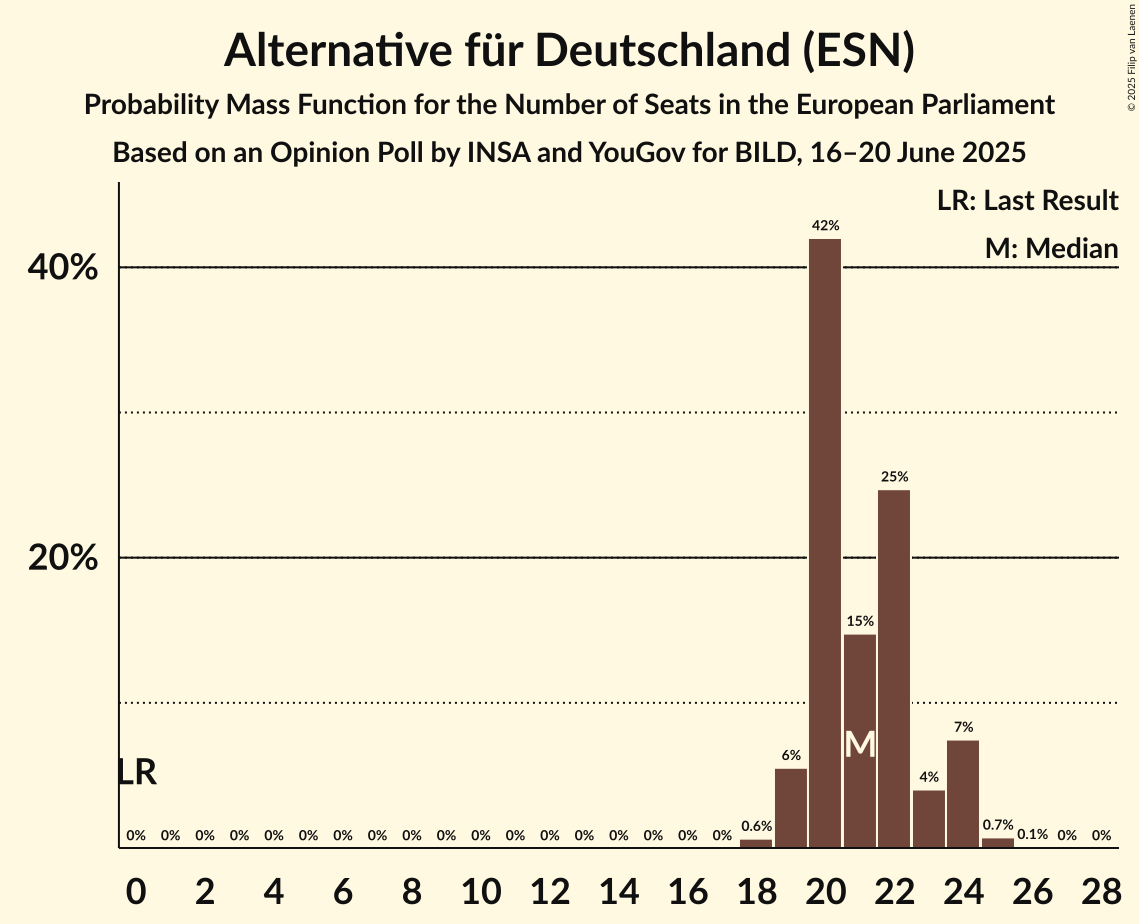 Alternative für Deutschland (ESN)
Probability Mass Function for the Number of Seats in the European Parliament
Based on an Opinion Poll by INSA and YouGov for BILD, 16–20 June 2025
© 2025 Filip van Laenen
LR: Last Result
M: Median
40%
20%
42%
25%
15%
6%
7%
4%
0.6%
0.7%
0.1%
M
LR
0% 0% 0% 0% 0% 0% 0% 0% 0% 0% 0% 0% 0% 0% 0% 0% 0% 0% 0% 0%
0 2 4 6 8 10 12 14 16 18 20 22 24 26 28